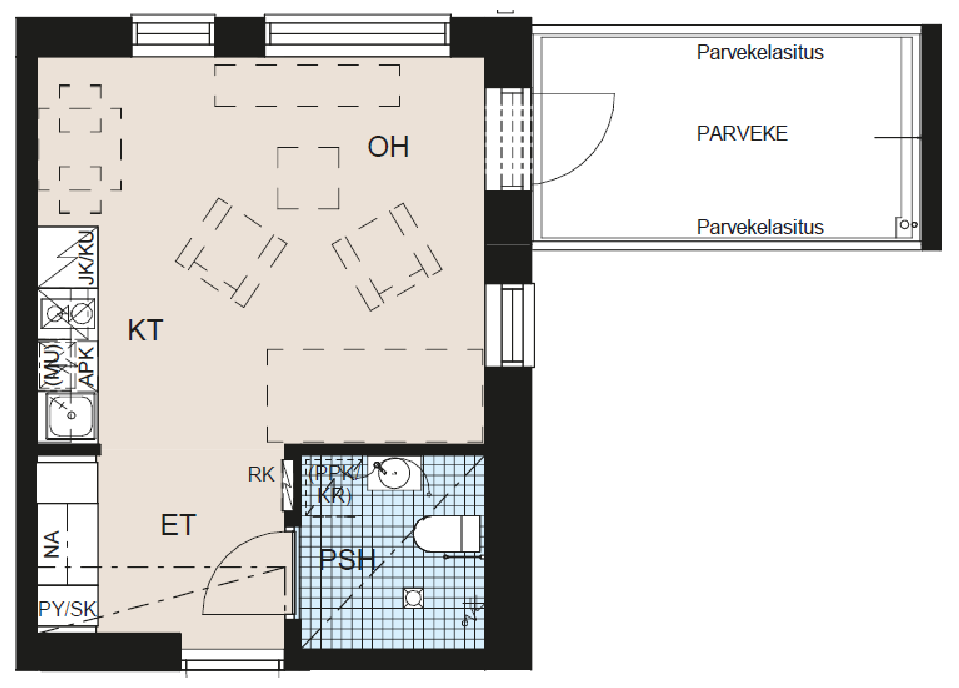 Parvekelasitus
OH
PARVEKE
Parvekelasitus
JK/KU
KT
(MU)
APK
RK
(PPK/
KR)
ET
NA
PSH
PY/SK